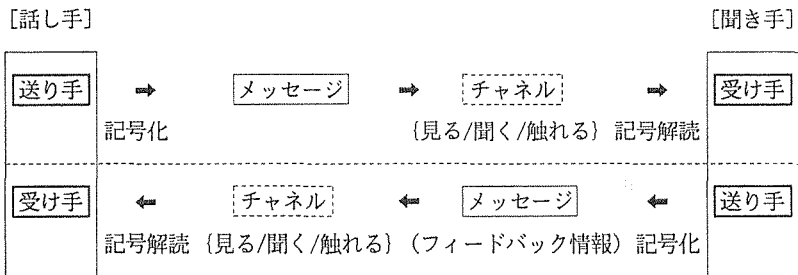 [話し手] [聞き手]
送り手 ➡ メッセージ ➡ チャネル ➡ 受け手
記号化 {見る/聞く/触れる} 記号解読
受け手 ⬅ チャネル ⬅ メッセージ ⬅ 送り手
記号解読 {見る/聞く/触れる} (フィードバック情報) 記号化